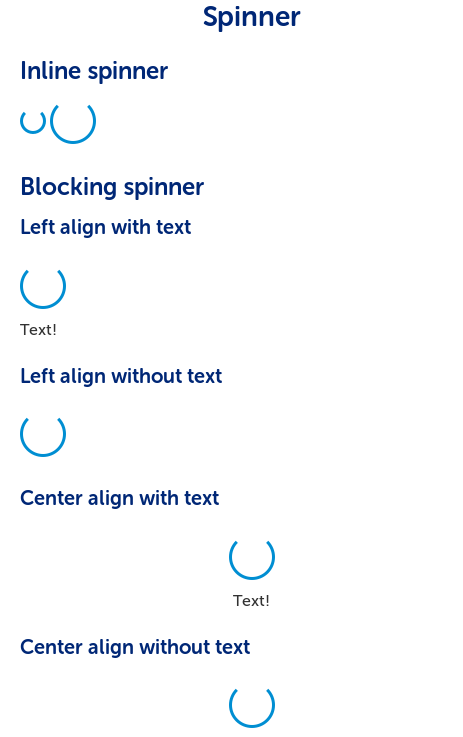 Spinner
Inline spinner
Blocking spinner
Left align with text
Text!
Left align without text
Center align with text
Text!
Center align without text